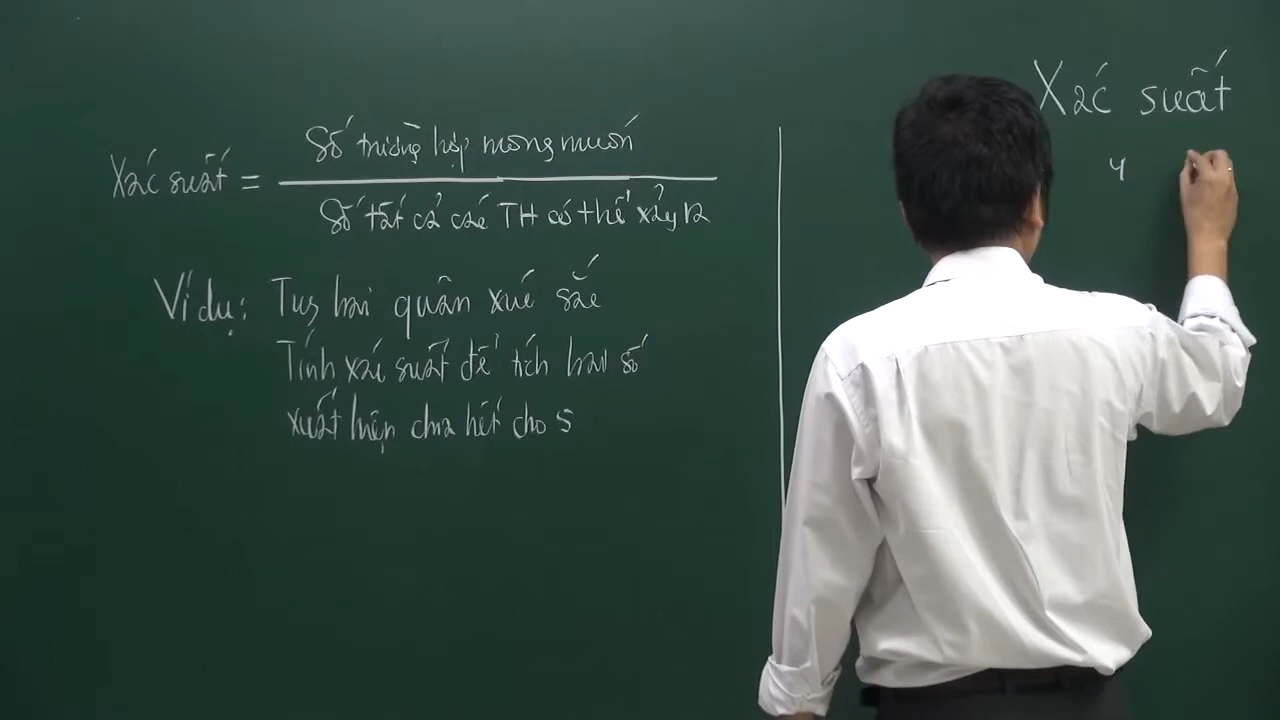 Xác suất =
Số trường hợp mong muốn
Số tất cả các TH có thể xảy ra
Ví dụ: Tung hai quân xúc sắc
Tính xác suất để tích hai số
xuất hiện chia hết cho 5
Xác suất
4